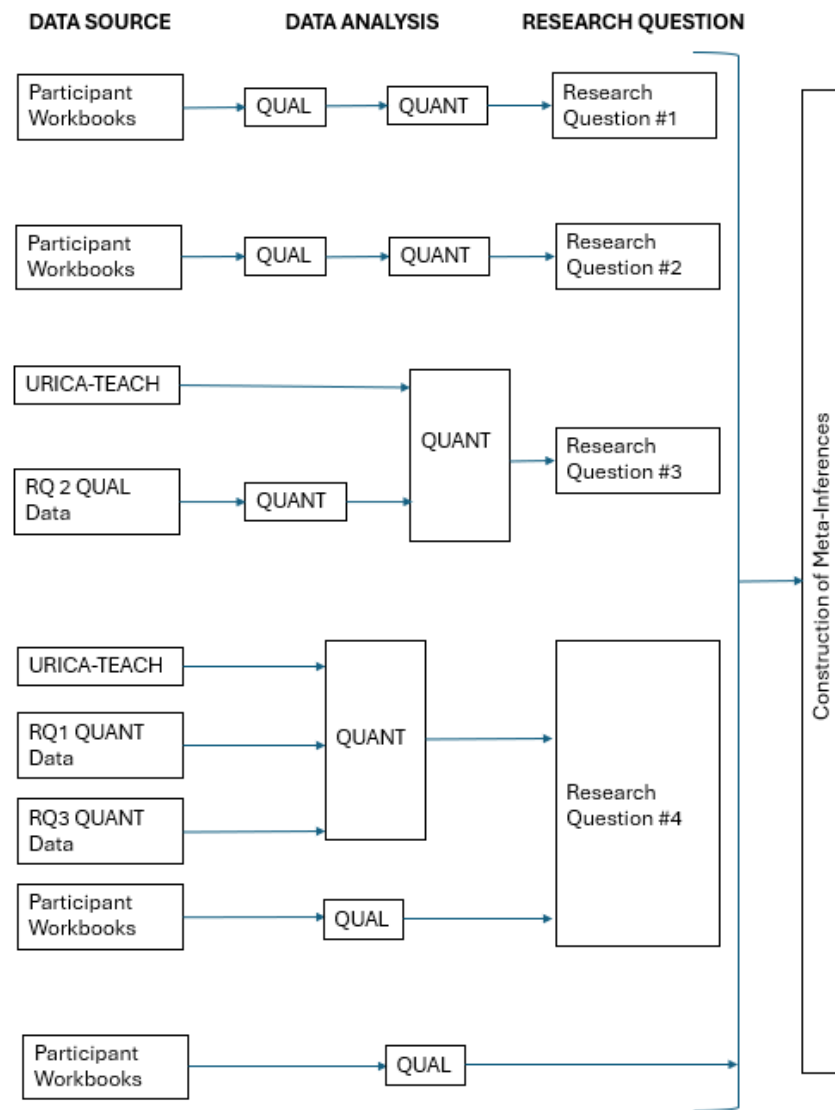 DATA SOURCE DATA ANALYSIS RESEARCH QUESTION
Participant
Workbooks
QUAL
QUANT
Research
Question #1
Participant
Workbooks
QUAL
QUANT
Research
Question #2
URICA-TEACH
RQ 2 QUAL
Data
QUANT
QUANT
Research
Question #3
URICA-TEACH
RQ1 QUANT
Data
RQ3 QUANT
Data
QUANT
Participant
Workbooks
QUAL
Research
Question #4
Participant
Workbooks
QUAL
Construction of Meta-Inferences